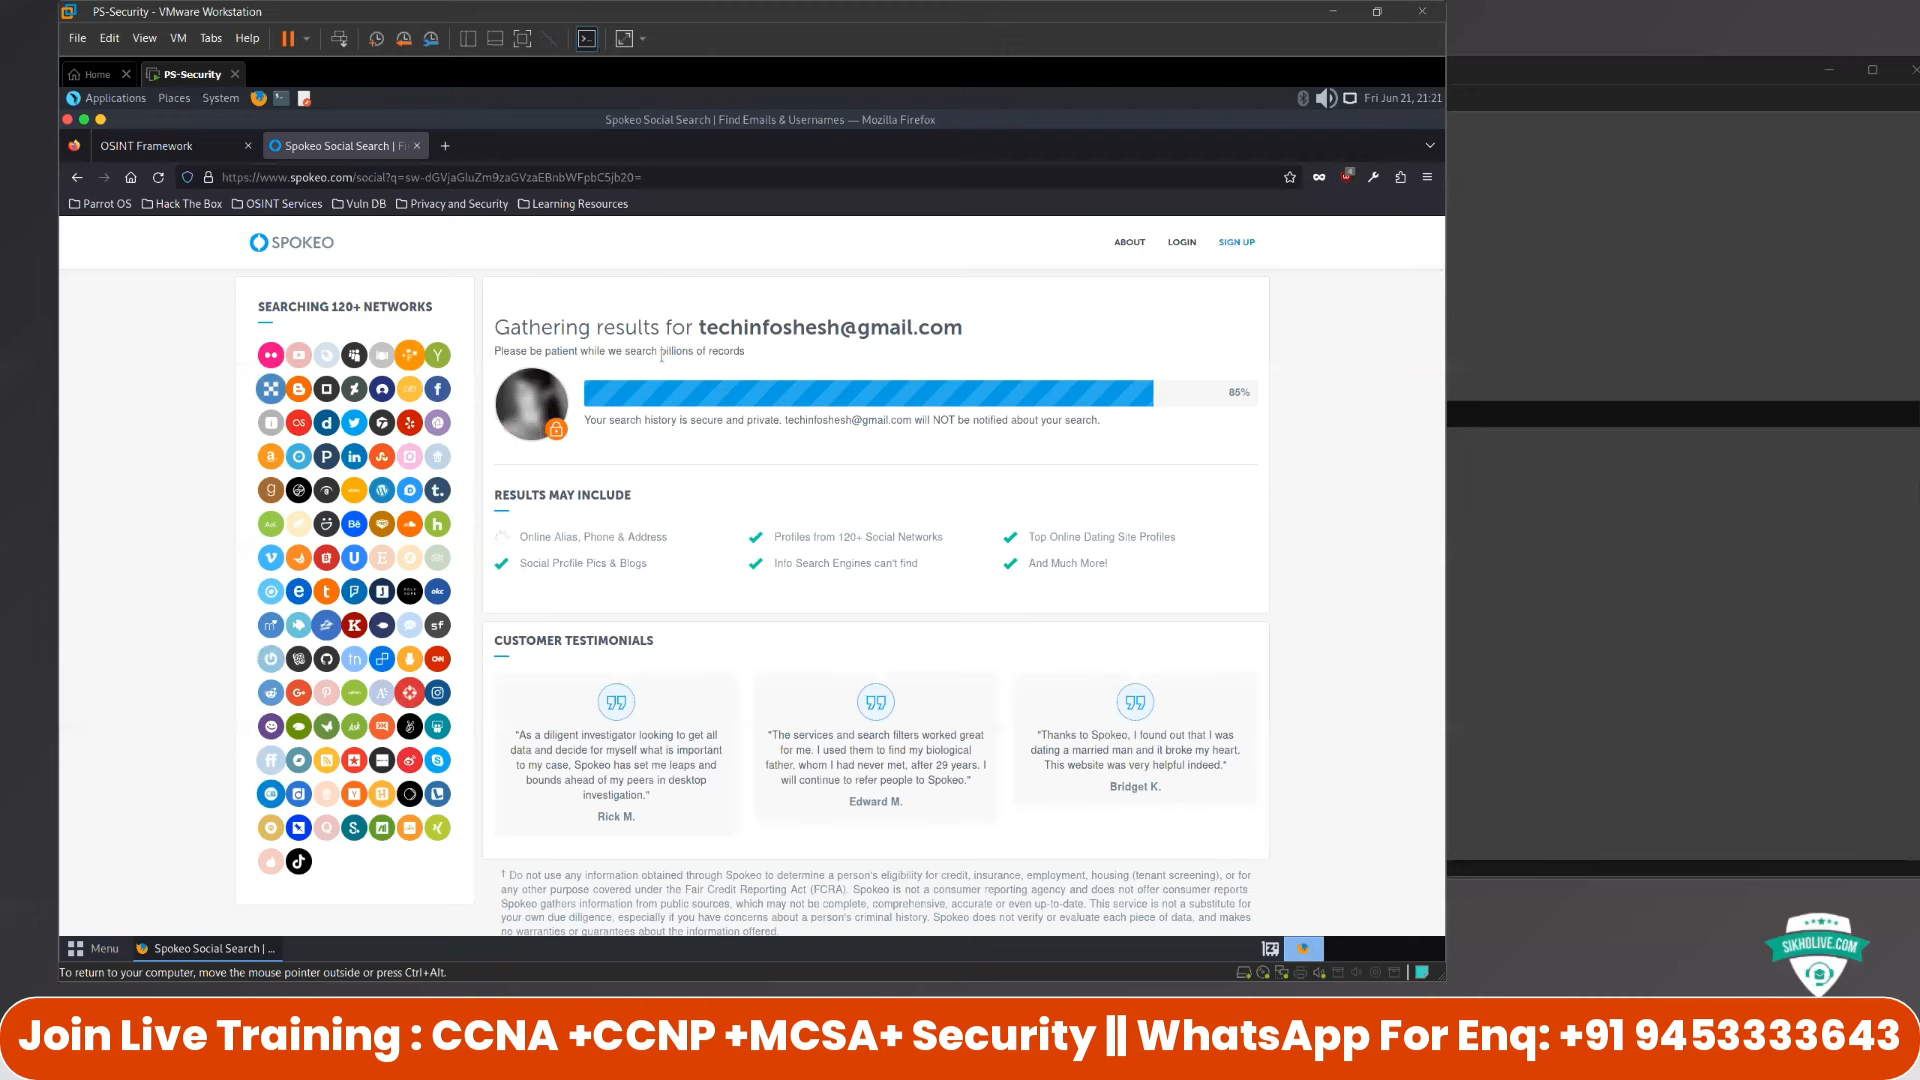 PS-Security - VMware Workstation
File Edit View VM Tabs Help
Home PS-Security
Applications Places System Fri Jun 21, 21:21
Spokeo Social Search | Find Emails & Usernames — Mozilla Firefox
OSINT Framework Spokeo Social Search | Fi
https://www.spokeo.com/social?q=sw-dGVjaGluZm9zaGVzaEBnbWFpbC5jb20=
Parrot OS Hack The Box OSINT Services Vuln DB Privacy and Security Learning Resources
SPOKEO ABOUT LOGIN SIGN UP
SEARCHING 120+ NETWORKS
Gathering results for techinfoshesh@gmail.com
Please be patient while we search billions of records
85%
Your search history is secure and private. techinfoshesh@gmail.com will NOT be notified about your search.
RESULTS MAY INCLUDE
Online Alias, Phone & Address Profiles from 120+ Social Networks Top Online Dating Site Profiles
Social Profile Pics & Blogs Info Search Engines can't find And Much More!
CUSTOMER TESTIMONIALS
"As a diligent investigator looking to get all
data and decide for myself what is important
to my case, Spokeo has set me leaps and
bounds ahead of my peers in desktop
investigation."
Rick M.
"The services and search filters worked great
for me. I used them to find my biological
father, whom I had never met, after 29 years. I
will continue to refer people to Spokeo."
Edward M.
"Thanks to Spokeo, I found out that I was
dating a married man and it broke my heart.
This website was very helpful indeed."
Bridget K.
† Do not use any information obtained through Spokeo to determine a person's eligibility for credit, insurance, employment, housing (tenant screening), or for
any other purpose covered under the Fair Credit Reporting Act (FCRA). Spokeo is not a consumer reporting agency and does not offer consumer reports
Spokeo gathers information from public sources, which may not be complete, comprehensive, accurate or even up-to-date. This service is not a substitute for
your own due diligence, especially if you have concerns about a person's criminal history. Spokeo does not verify or evaluate each piece of data, and makes
no warranties or guarantees about the information offered.
Menu Spokeo Social Search | ...
To return to your computer, move the mouse pointer outside or press Ctrl+Alt.
SIKHOLIVE.COM
Join Live Training : CCNA +CCNP +MCSA+ Security || WhatsApp For Enq: +91 9453333643